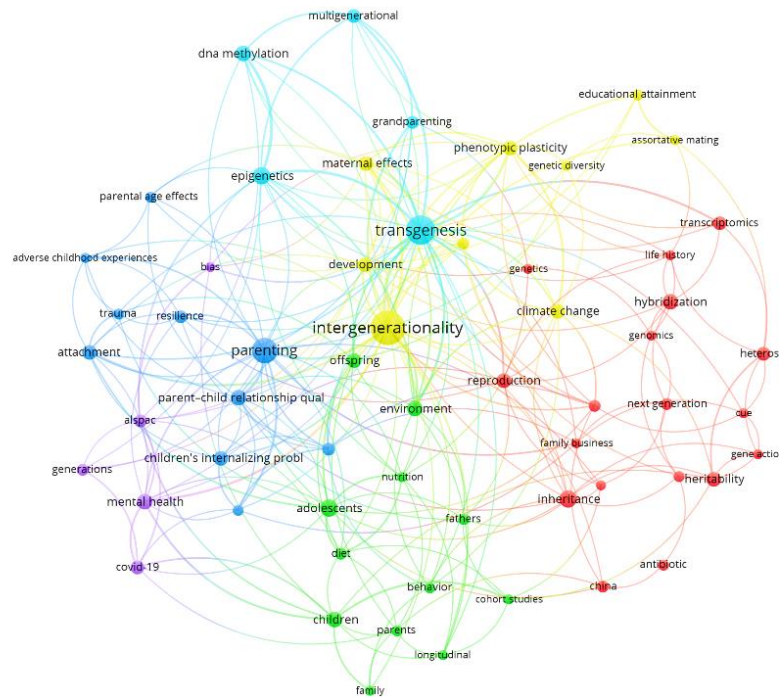 multigenerational
dna methylation
educational attainment
grandparenting
assortative mating
phenotypic plasticity
maternal effects
genetic diversity
epigenetics
parental age effects
transcriptomics
transgenesis
life history
adverse childhood experiences
bias
development
genetics
hybridization
climate change
trauma
resilience
intergenerationality
genomics
attachment
parenting
heteros
offspring
reproduction
parent–child relationship qual
next generation
environment
cue
alspac
family business
gene actio
children's internalizing probl
generations
nutrition
heritability
mental health
inheritance
adolescents
fathers
diet
antibiotic
covid-19
behavior
china
cohort studies
children
parents
longitudinal
family